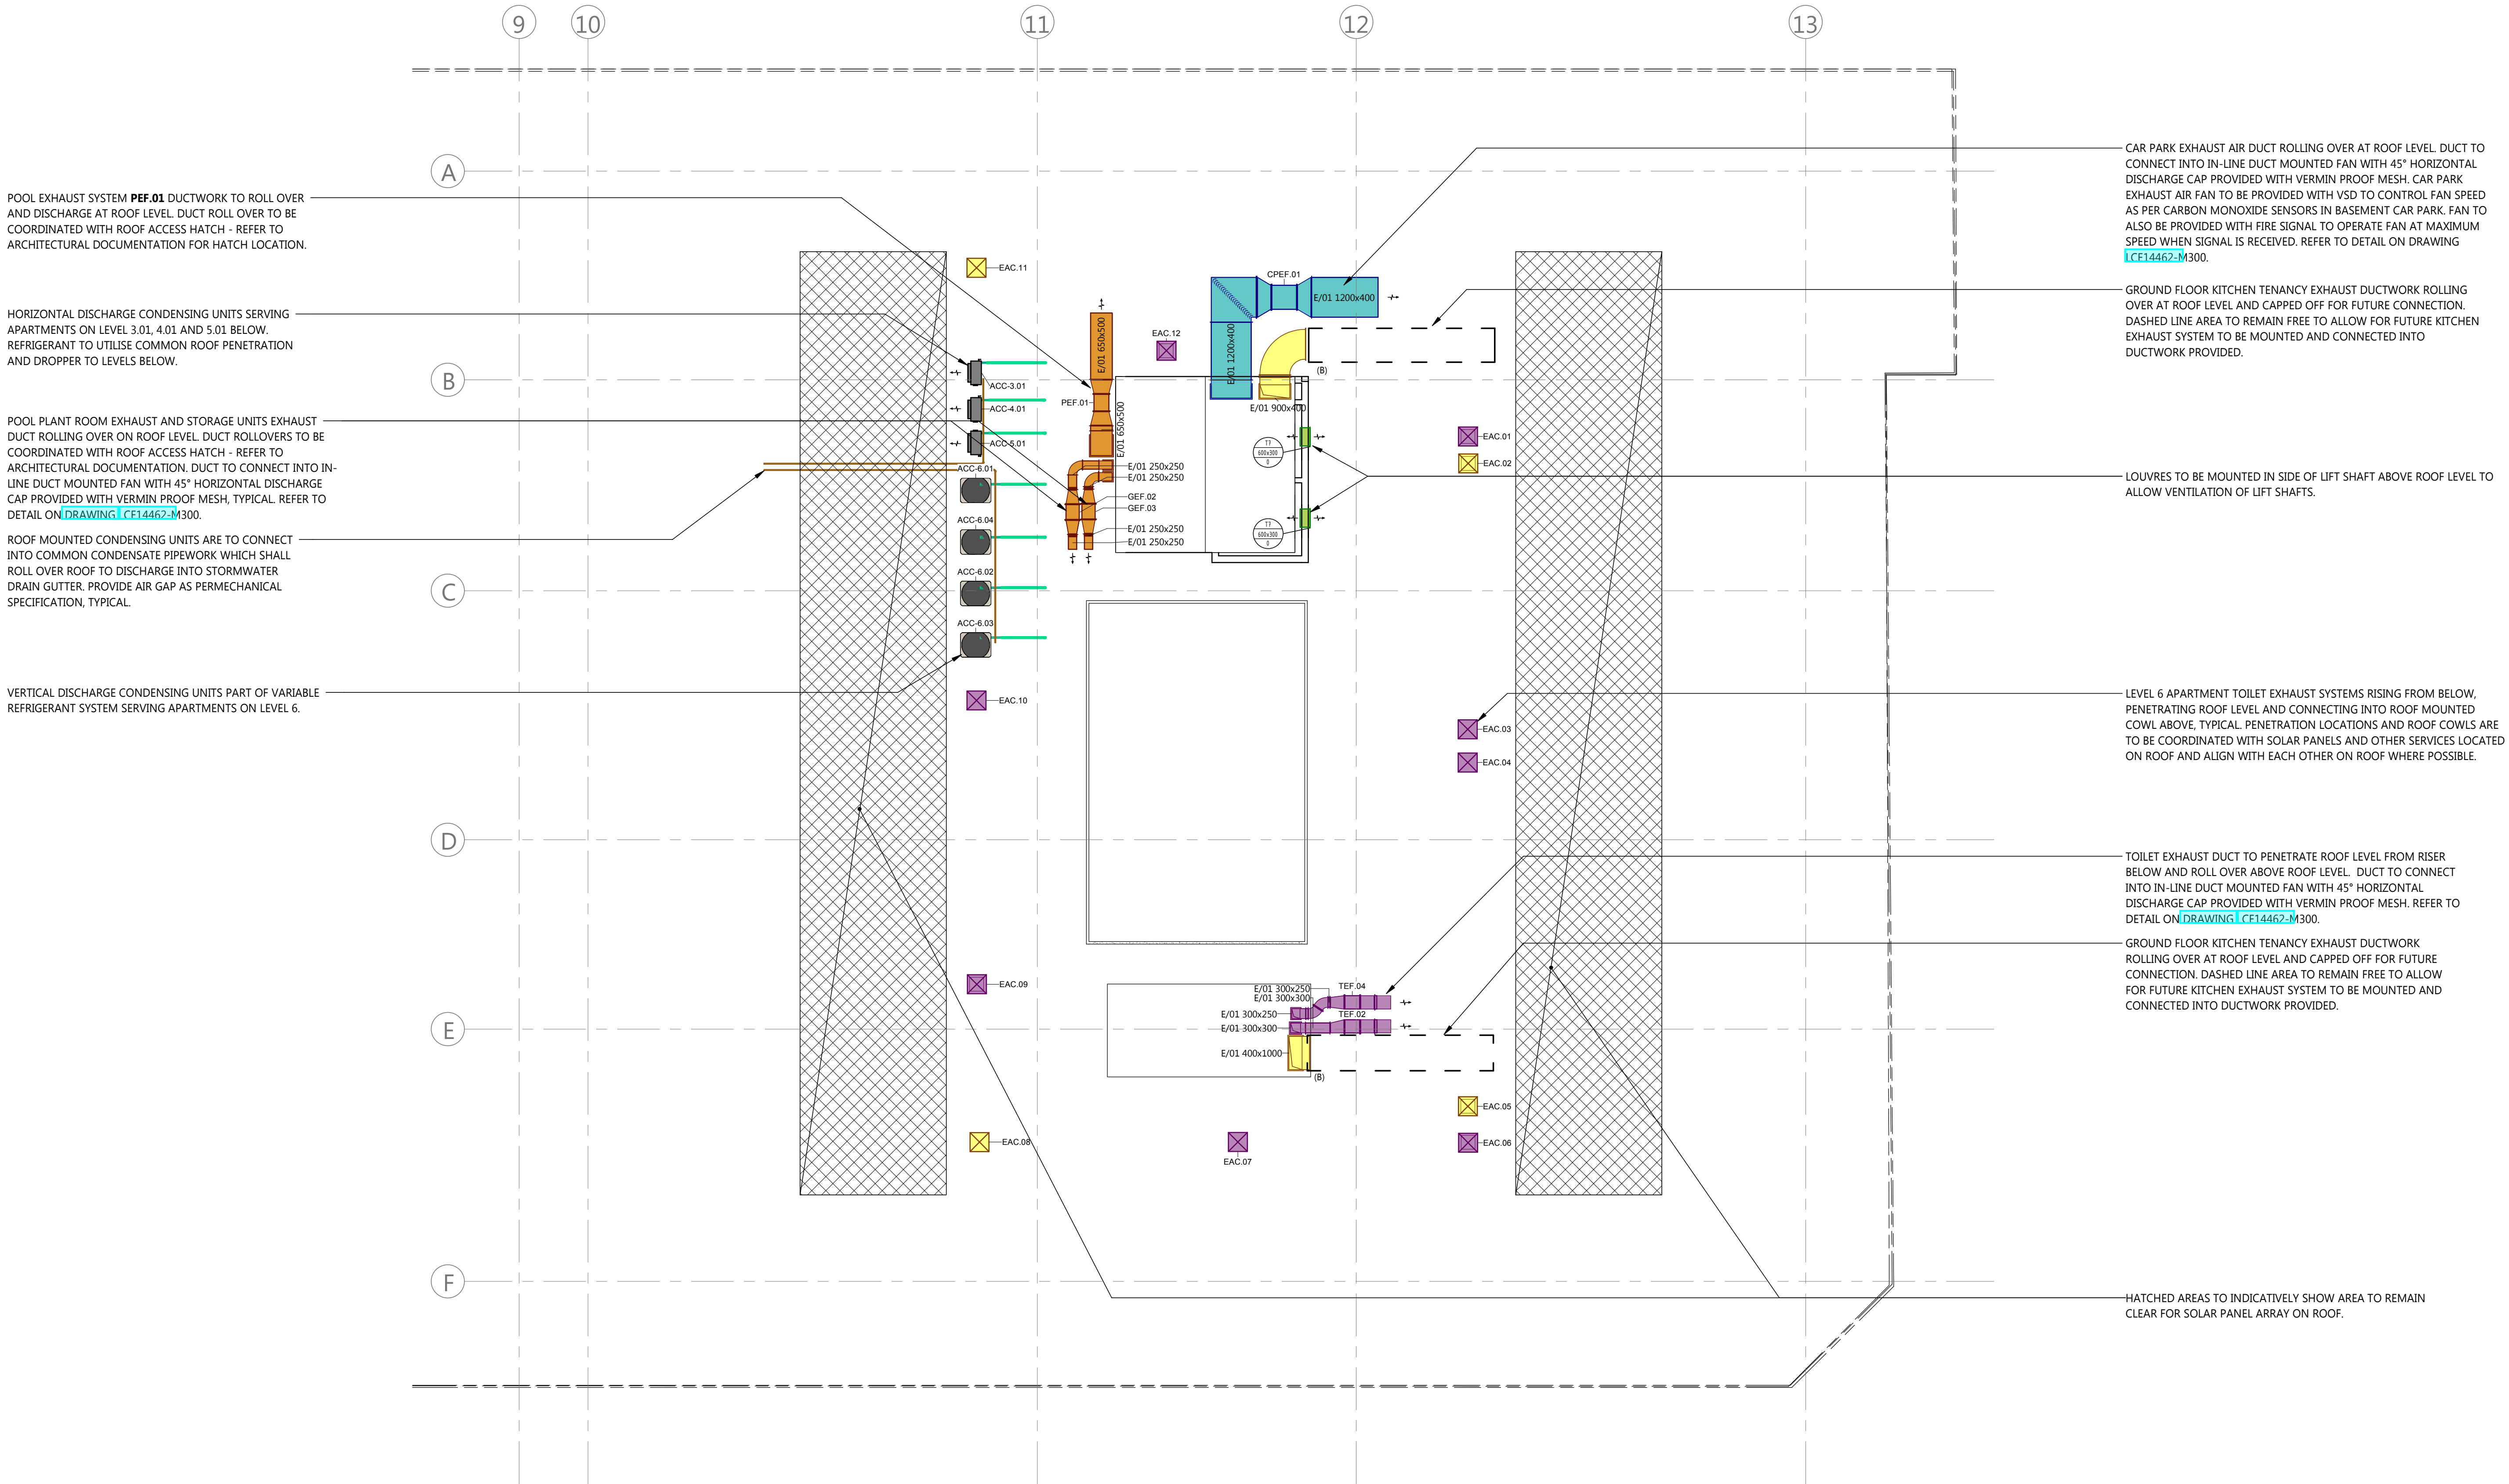 9
10
11
12
13
A
B
C
D
E
F
POOL EXHAUST SYSTEM PEF.01 DUCTWORK TO ROLL OVER
AND DISCHARGE AT ROOF LEVEL. DUCT ROLL OVER TO BE
COORDINATED WITH ROOF ACCESS HATCH - REFER TO
ARCHITECTURAL DOCUMENTATION FOR HATCH LOCATION.
HORIZONTAL DISCHARGE CONDENSING UNITS SERVING
APARTMENTS ON LEVEL 3.01, 4.01 AND 5.01 BELOW.
REFRIGERANT TO UTILISE COMMON ROOF PENETRATION
AND DROPPER TO LEVELS BELOW.
POOL PLANT ROOM EXHAUST AND STORAGE UNITS EXHAUST
DUCT ROLLING OVER ON ROOF LEVEL. DUCT ROLLOVERS TO BE
COORDINATED WITH ROOF ACCESS HATCH - REFER TO
ARCHITECTURAL DOCUMENTATION. DUCT TO CONNECT INTO IN-
LINE DUCT MOUNTED FAN WITH 45° HORIZONTAL DISCHARGE
CAP PROVIDED WITH VERMIN PROOF MESH, TYPICAL. REFER TO
DETAIL ON DRAWING LCE14462-M300.
ROOF MOUNTED CONDENSING UNITS ARE TO CONNECT
INTO COMMON CONDENSATE PIPEWORK WHICH SHALL
ROLL OVER ROOF TO DISCHARGE INTO STORMWATER
DRAIN GUTTER. PROVIDE AIR GAP AS PERMECHANICAL
SPECIFICATION, TYPICAL.
VERTICAL DISCHARGE CONDENSING UNITS PART OF VARIABLE
REFRIGERANT SYSTEM SERVING APARTMENTS ON LEVEL 6.
EAC.11
EAC.12
CPEF.01
E/01 1200x400
E/01 1200x400
E/01 650x500
E/01 650x500
PEF.01
E/01 900x400
(B)
ACC-3.01
ACC-4.01
ACC-5.01
ACC-6.01
ACC-6.04
ACC-6.02
ACC-6.03
E/01 250x250
E/01 250x250
GEF.02
GEF.03
E/01 250x250
E/01 250x250
600x300
0
600x300
0
EAC.01
EAC.02
EAC.10
EAC.03
EAC.04
EAC.09
E/01 300x250
E/01 300x300
TEF.04
E/01 300x250
TEF.02
E/01 300x300
E/01 400x1000
(B)
EAC.05
EAC.06
EAC.08
EAC.07
CAR PARK EXHAUST AIR DUCT ROLLING OVER AT ROOF LEVEL. DUCT TO
CONNECT INTO IN-LINE DUCT MOUNTED FAN WITH 45° HORIZONTAL
DISCHARGE CAP PROVIDED WITH VERMIN PROOF MESH. CAR PARK
EXHAUST AIR FAN TO BE PROVIDED WITH VSD TO CONTROL FAN SPEED
AS PER CARBON MONOXIDE SENSORS IN BASEMENT CAR PARK. FAN TO
ALSO BE PROVIDED WITH FIRE SIGNAL TO OPERATE FAN AT MAXIMUM
SPEED WHEN SIGNAL IS RECEIVED. REFER TO DETAIL ON DRAWING
LCE14462-M300.
GROUND FLOOR KITCHEN TENANCY EXHAUST DUCTWORK ROLLING
OVER AT ROOF LEVEL AND CAPPED OFF FOR FUTURE CONNECTION.
DASHED LINE AREA TO REMAIN FREE TO ALLOW FOR FUTURE KITCHEN
EXHAUST SYSTEM TO BE MOUNTED AND CONNECTED INTO
DUCTWORK PROVIDED.
LOUVRES TO BE MOUNTED IN SIDE OF LIFT SHAFT ABOVE ROOF LEVEL TO
ALLOW VENTILATION OF LIFT SHAFTS.
LEVEL 6 APARTMENT TOILET EXHAUST SYSTEMS RISING FROM BELOW,
PENETRATING ROOF LEVEL AND CONNECTING INTO ROOF MOUNTED
COWL ABOVE, TYPICAL. PENETRATION LOCATIONS AND ROOF COWLS ARE
TO BE COORDINATED WITH SOLAR PANELS AND OTHER SERVICES LOCATED
ON ROOF AND ALIGN WITH EACH OTHER ON ROOF WHERE POSSIBLE.
TOILET EXHAUST DUCT TO PENETRATE ROOF LEVEL FROM RISER
BELOW AND ROLL OVER ABOVE ROOF LEVEL. DUCT TO CONNECT
INTO IN-LINE DUCT MOUNTED FAN WITH 45° HORIZONTAL
DISCHARGE CAP PROVIDED WITH VERMIN PROOF MESH. REFER TO
DETAIL ON DRAWING LCE14462-M300.
GROUND FLOOR KITCHEN TENANCY EXHAUST DUCTWORK
ROLLING OVER AT ROOF LEVEL AND CAPPED OFF FOR FUTURE
CONNECTION. DASHED LINE AREA TO REMAIN FREE TO ALLOW
FOR FUTURE KITCHEN EXHAUST SYSTEM TO BE MOUNTED AND
CONNECTED INTO DUCTWORK PROVIDED.
HATCHED AREAS TO INDICATIVELY SHOW AREA TO REMAIN
CLEAR FOR SOLAR PANEL ARRAY ON ROOF.